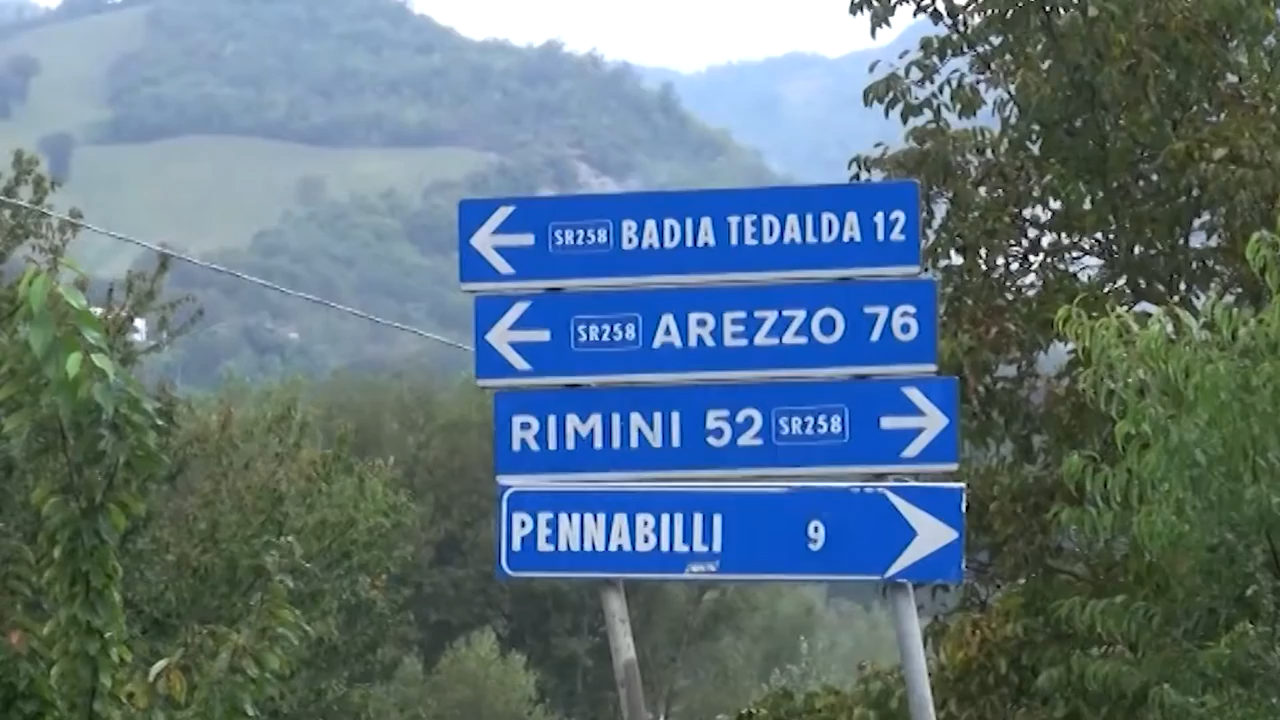 SR258 BADIA TEDALDA 12
SR258 AREZZO 76
RIMINI 52 SR258
PENNABILLI 9